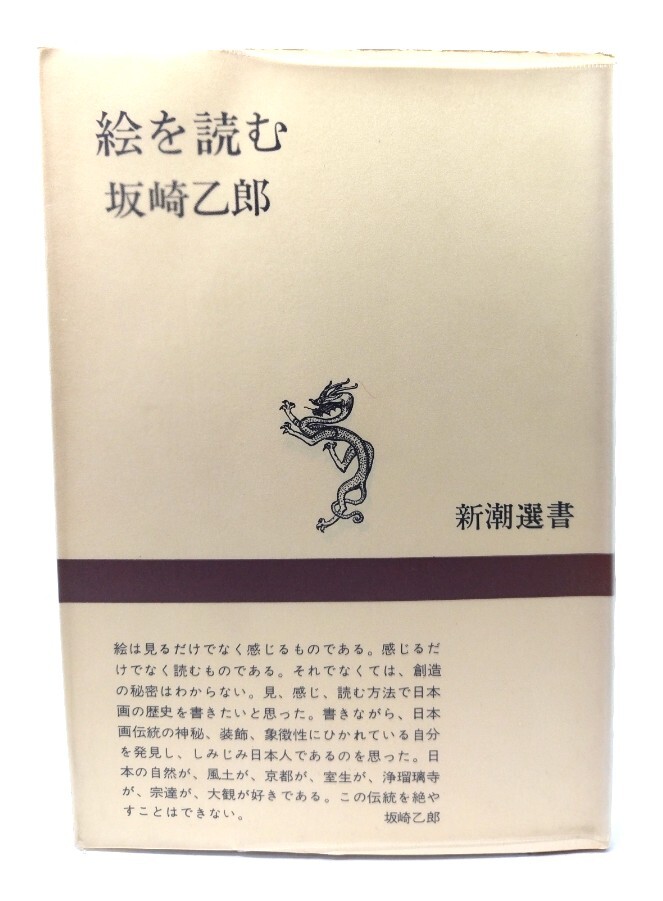 絵を読む
坂崎乙郎
新潮選書
絵は見るだけでなく感じるものである。感じるだ
けでなく読むものである。それでなくては、創造
の秘密はわからない。見、感じ、読む方法で日本
画の歴史を書きたいと思った。書きながら、日本
画伝統の神秘、装飾、象徴性にひかれている自分
を発見し、しみじみ日本人であるのを思った。日
本の自然が、風土が、京都が、室生が、浄瑠璃寺
が、宗達が、大観が好きである。この伝統を絶や
すことはできない。 坂崎乙郎